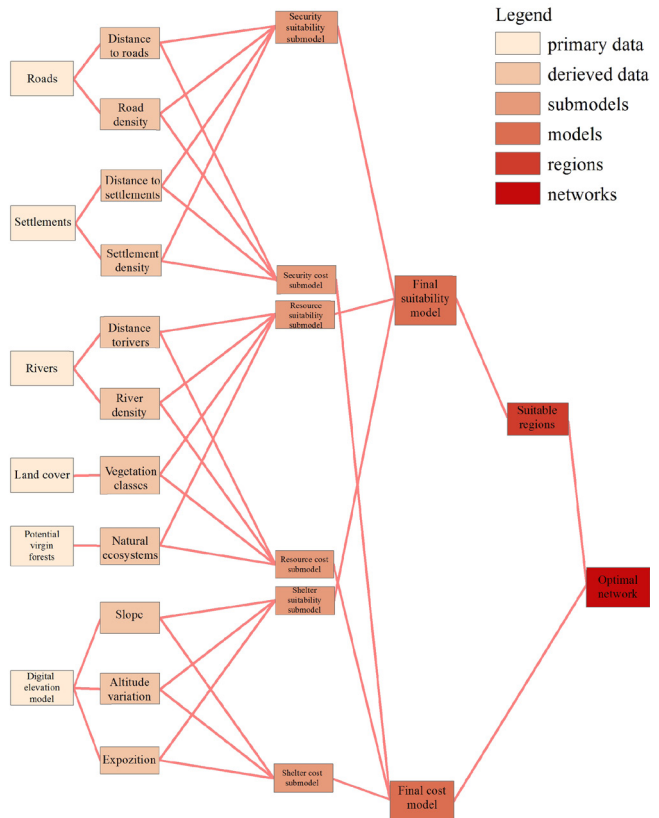 Legend
primary data
derieved data
submodels
models
regions
networks
Roads
Settlements
Rivers
Land cover
Potential
virgin
forests
Digital
elevation
model
Distance
to roads
Road
density
Distance to
settlements
Settlement
density
Distance
torivers
River
density
Vegetation
classes
Natural
ecosystems
Slope
Altitude
variation
Expozition
Security
suitability
submodel
Security cost
submodel
Resource
suitability
submodel
Resource cost
submodel
Shelter
suitability
submodel
Shelter cost
submodel
Final
suitability
model
Final cost
model
Suitable
regions
Optimal
network